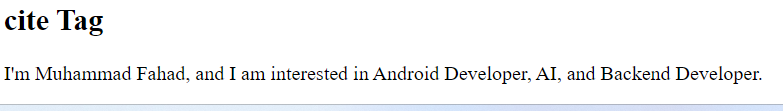 cite Tag
I'm Muhammad Fahad, and I am interested in Android Developer, AI, and Backend Developer.